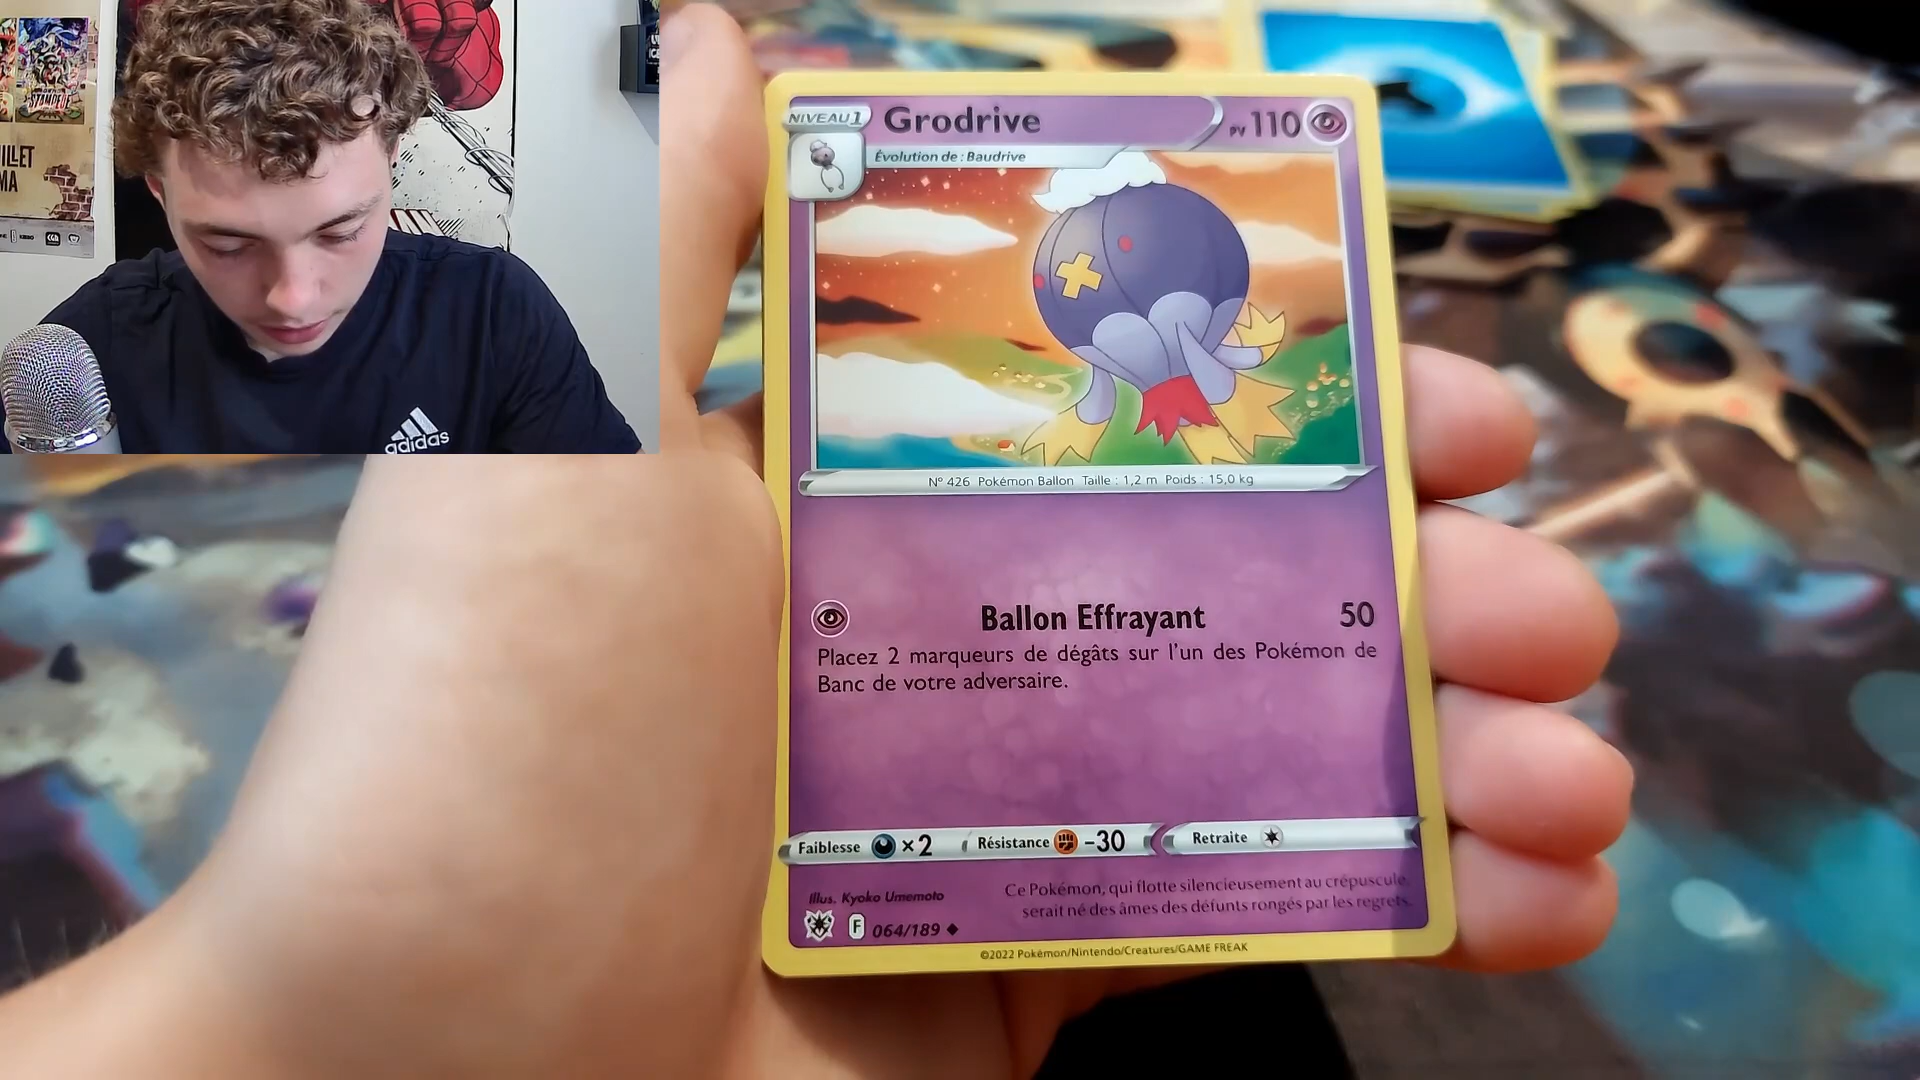 STAMPEDE
UILLET
MA
adidas
NIVEAU 1
Grodrive
PV 110
Évolution de : Baudrive
N° 426 Pokémon Ballon Taille : 1,2 m Poids : 15,0 kg
Ballon Effrayant 50
Placez 2 marqueurs de dégâts sur l'un des Pokémon de
Banc de votre adversaire.
Faiblesse ×2 Résistance -30 Retraite
Illus. Kyoko Umemoto
Ce Pokémon, qui flotte silencieusement au crépuscule,
serait né des âmes des défunts rongés par les regrets.
F 064/189
©2022 Pokémon/Nintendo/Creatures/GAME FREAK